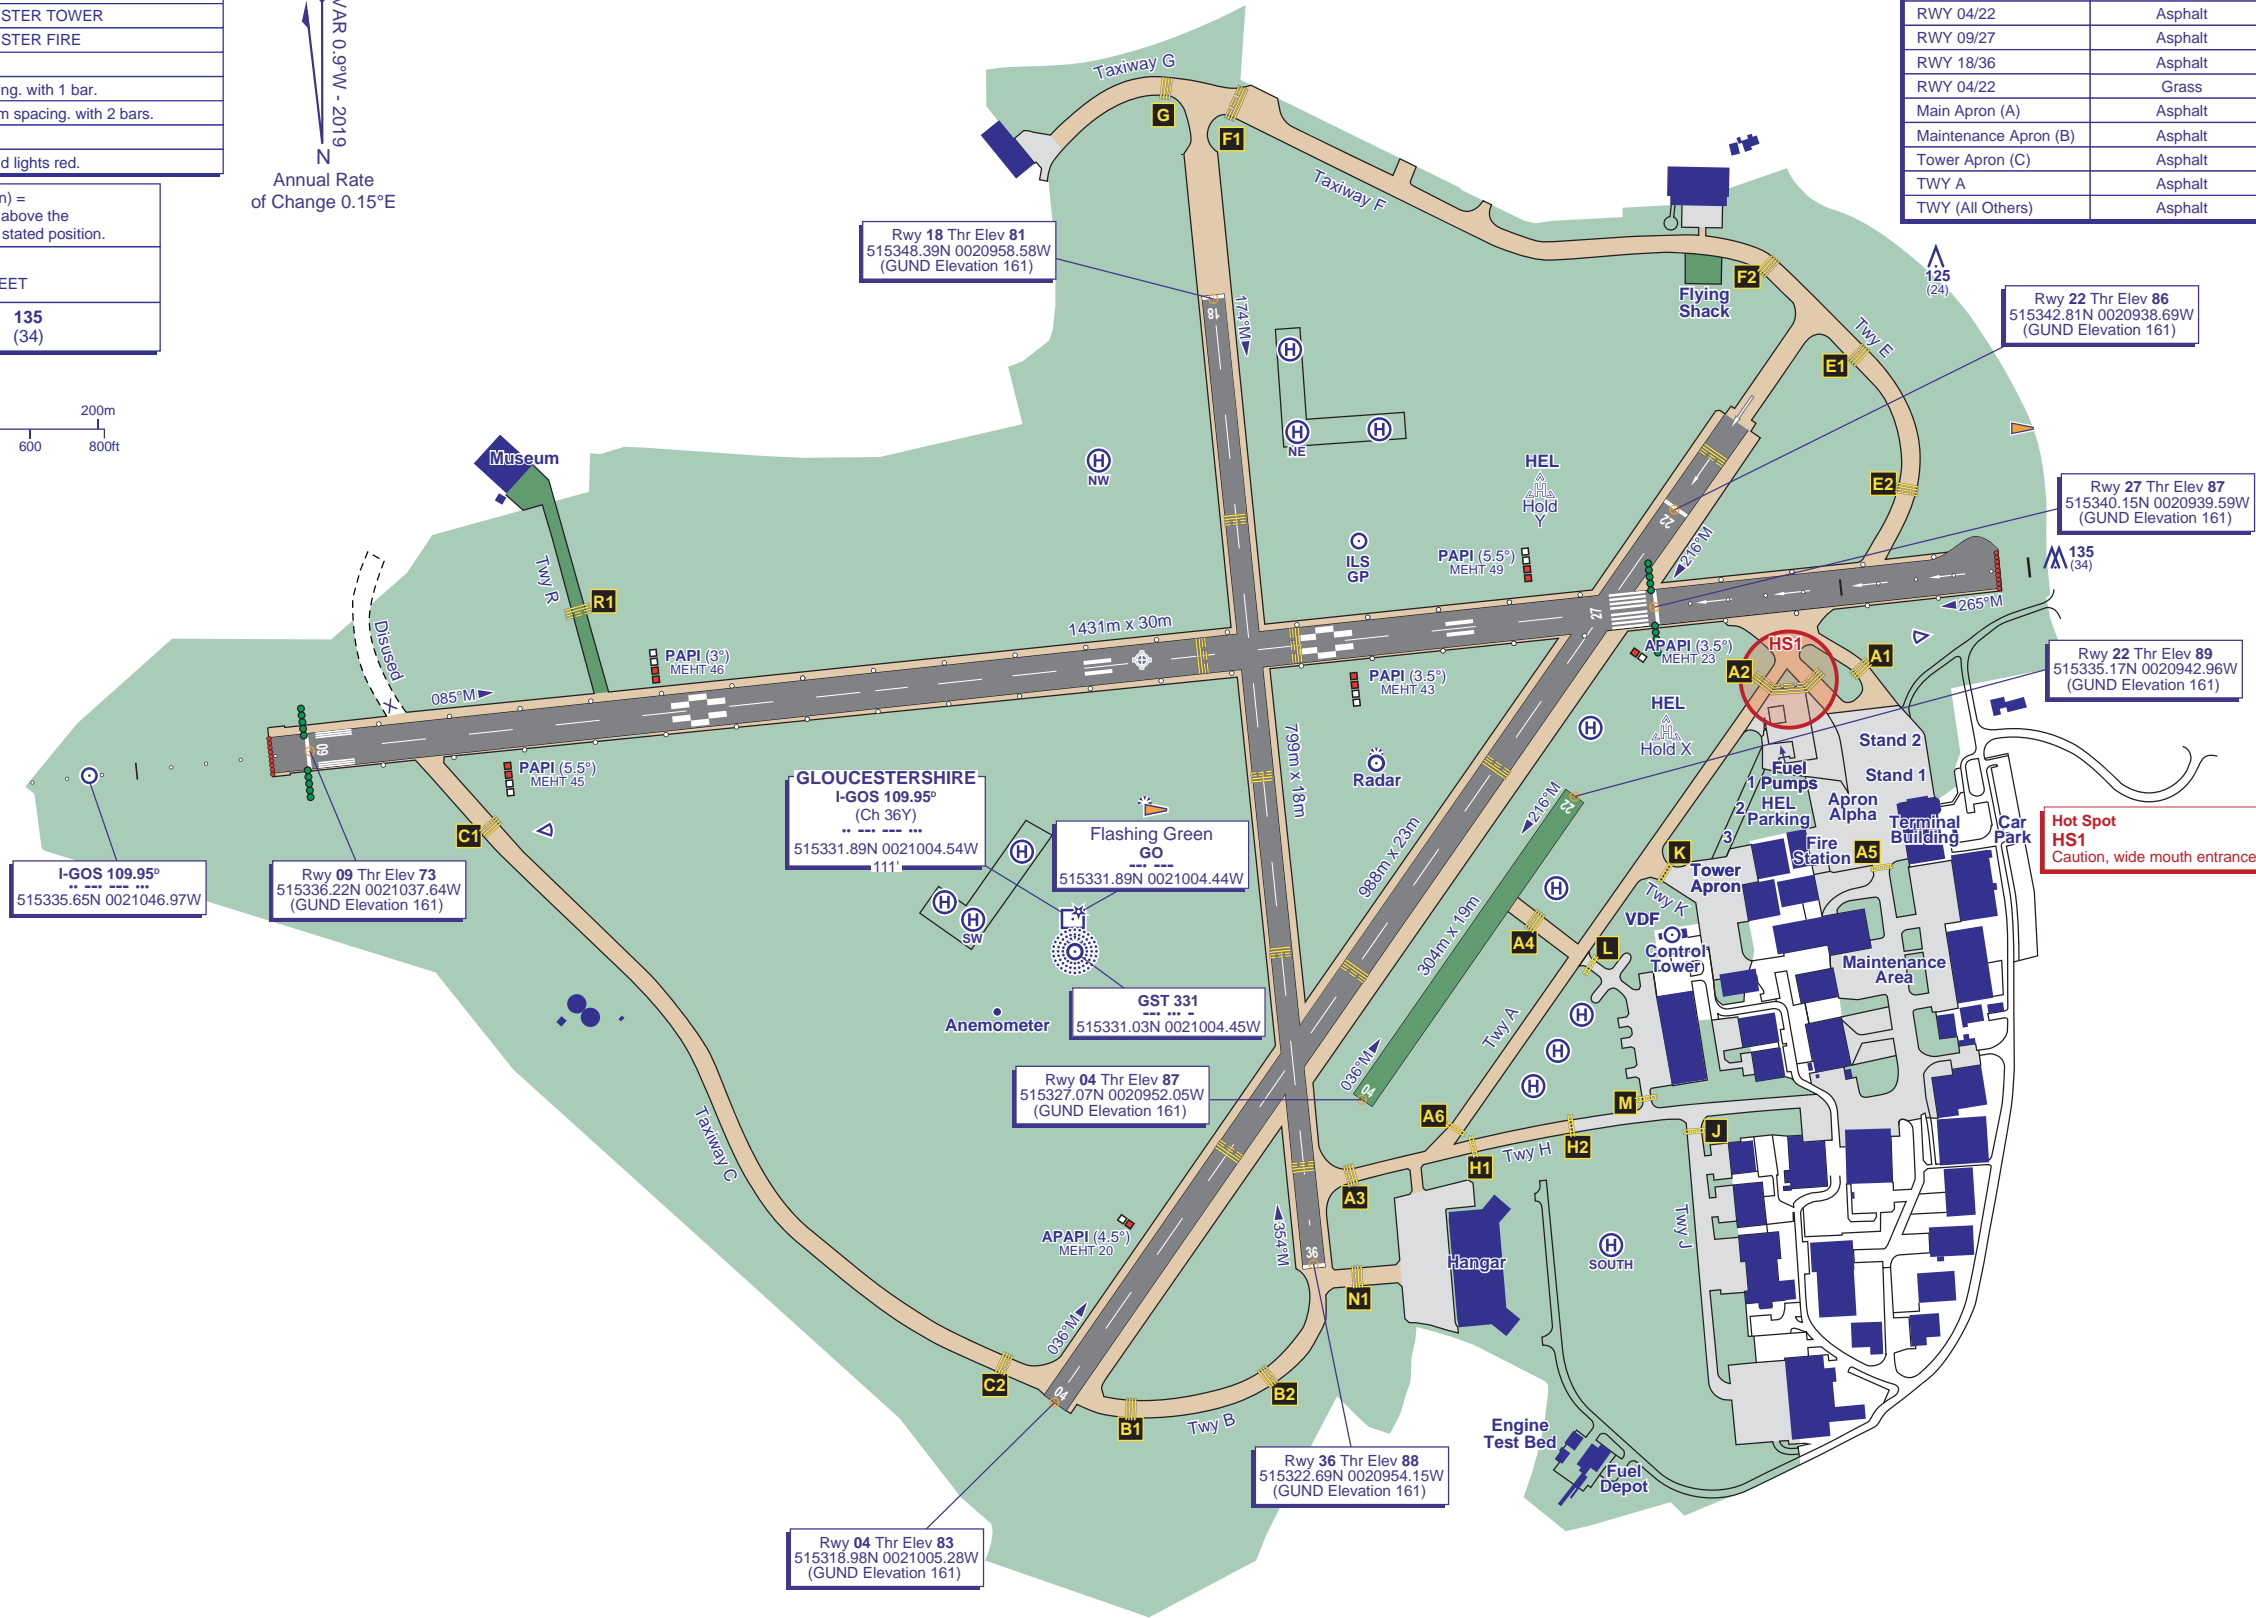 STER TOWER
STER FIRE
ng. with 1 bar.
m spacing. with 2 bars.
d lights red.
n) =
above the
stated position.
EET
135
(34)
200m
600
800ft
VAR 0.9°W - 2019
N
Annual Rate
of Change 0.15°E
RWY 04/22 Asphalt
RWY 09/27 Asphalt
RWY 18/36 Asphalt
RWY 04/22 Grass
Main Apron (A) Asphalt
Maintenance Apron (B) Asphalt
Tower Apron (C) Asphalt
TWY A Asphalt
TWY (All Others) Asphalt
Taxiway G
G
F1
Taxiway F
Flying
Shack
F2
Twy E
E1
E2
125
(24)
Rwy 18 Thr Elev 81
515348.39N 0020958.58W
(GUND Elevation 161)
18
174°M
Rwy 22 Thr Elev 86
515342.81N 0020938.69W
(GUND Elevation 161)
H
H
NE
H
H
NW
HEL
H
Hold
Y
22
216°M
Museum
Twy R
R1
Disused
X
ILS
GP
PAPI (5.5°)
MEHT 49
Rwy 27 Thr Elev 87
515340.15N 0020939.59W
(GUND Elevation 161)
135
(34)
265°M
27
1431m x 30m
085°M
09
PAPI (3°)
MEHT 46
PAPI (3.5°)
MEHT 43
APAPI (3.5°)
MEHT 23
HS1
A2
A1
Rwy 22 Thr Elev 89
515335.17N 0020942.96W
(GUND Elevation 161)
HEL
H
Hold X
H
PAPI (5.5°)
MEHT 45
C1
I-GOS 109.95D
515335.65N 0021046.97W
Rwy 09 Thr Elev 73
515336.22N 0021037.64W
(GUND Elevation 161)
GLOUCESTERSHIRE
I-GOS 109.95D
(Ch 36Y)
515331.89N 0021004.54W
111'
Flashing Green
GO
515331.89N 0021004.44W
799m x 18m
Radar
216°M
22
988m x 23m
304m x 19m
Stand 2
Stand 1
Fuel
Pumps
1
2
3
HEL
Parking
Apron
Alpha
Fire
Station
A5
Terminal
Building
Car
Park
Hot Spot
HS1
Caution, wide mouth entrance
K
Tower
Apron
Twy K
VDF
Control
Tower
Maintenance
Area
H
H
H
SW
H
A4
L
GST 331
515331.03N 0021004.45W
Anemometer
Twy A
H
H
H
036°M
04
Rwy 04 Thr Elev 87
515327.07N 0020952.05W
(GUND Elevation 161)
Taxiway C
A6
M
J
H1
Twy H
H2
A3
APAPI (4.5°)
MEHT 20
354°M
36
Hangar
H
SOUTH
Twy J
N1
036°M
04
C2
B1
Twy B
B2
Engine
Test Bed
Fuel
Depot
Rwy 36 Thr Elev 88
515322.69N 0020954.15W
(GUND Elevation 161)
Rwy 04 Thr Elev 83
515318.98N 0021005.28W
(GUND Elevation 161)